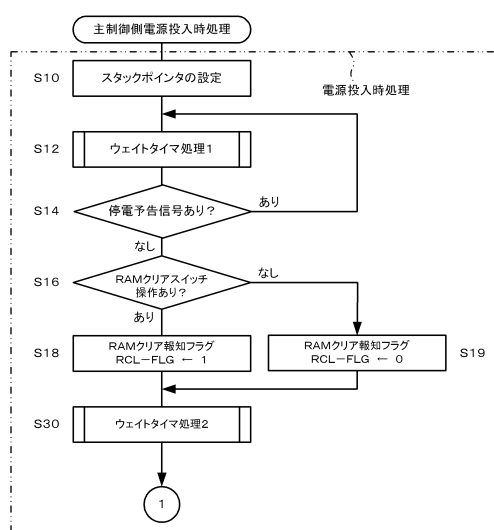 主制御側電源投入時処理
S10
スタックポインタの設定
電源投入時処理
S12
ウェイトタイマ処理1
S14
停電予告信号あり?
あり
なし
S16
RAMクリアスイッチ
操作あり?
なし
あり
S18
RAMクリア報知フラグ
RCL−FLG ← 1
RAMクリア報知フラグ
RCL−FLG ← 0
S19
S30
ウェイトタイマ処理2
1